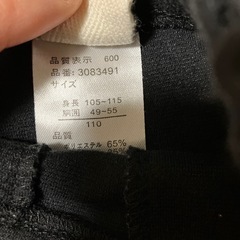 品質表示 600
品番: 3083491
サイズ
身長 105-115
胴囲 49-55
110
品質
ポリエステル 65%